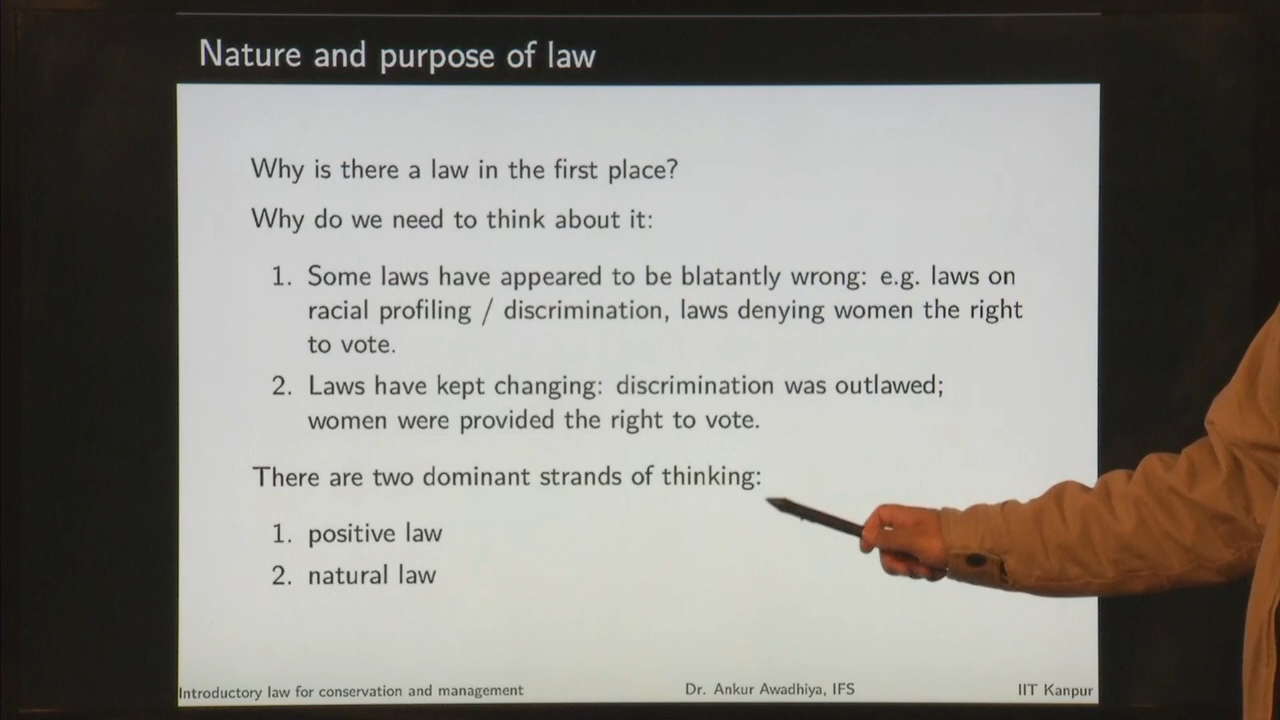 Nature and purpose of law
Why is there a law in the first place?
Why do we need to think about it:
1. Some laws have appeared to be blatantly wrong: e.g. laws on
racial profiling / discrimination, laws denying women the right
to vote.
2. Laws have kept changing: discrimination was outlawed;
women were provided the right to vote.
There are two dominant strands of thinking:
1. positive law
2. natural law
Introductory law for conservation and management Dr. Ankur Awadhiya, IFS IIT Kanpur